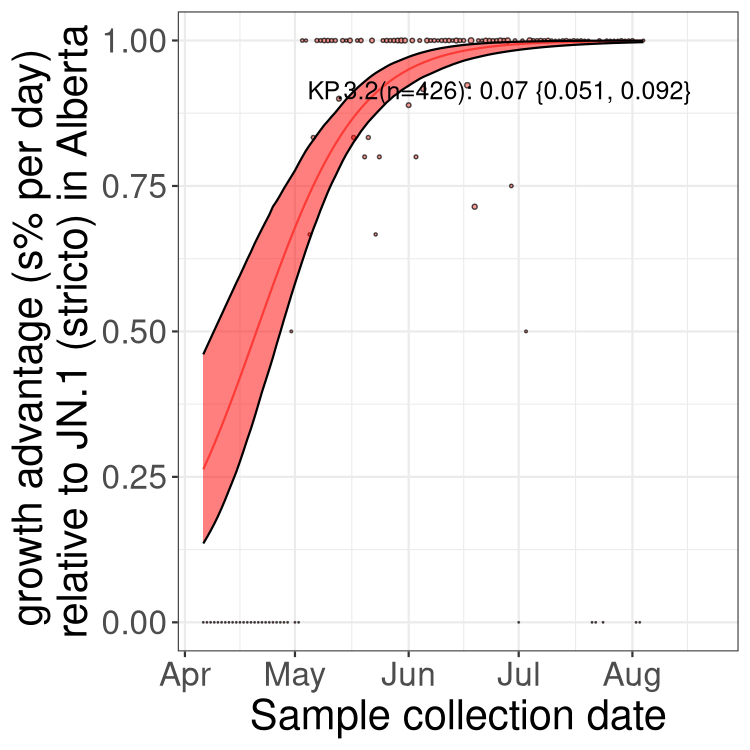 growth advantage (s% per day)
relative to JN.1 (stricto) in Alberta
1.00
0.75
0.50
0.25
0.00
KP.3.2(n=426): 0.07 {0.051, 0.092}
Apr May Jun Jul Aug
Sample collection date